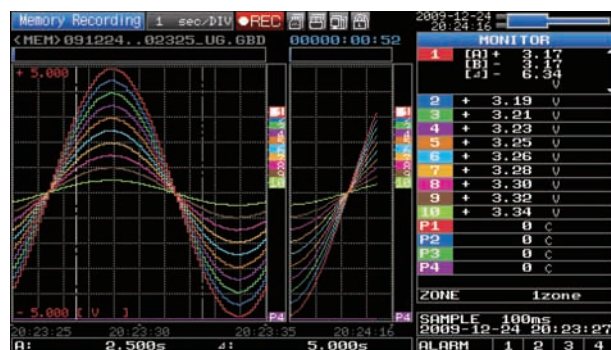 Memory Recording 1 sec/DIV REC
2009-12-24
20:24:16
<MEM>091224..02325_UG.GBD 00000:00:52
MONITOR
+ 5.000
1 [A]+ 3.17
[B]- 3.17
[⊿]- 6.34
V
2 + 3.19 V
3 + 3.21 V
4 + 3.23 V
5 + 3.25 V
6 + 3.26 V
7 + 3.28 V
8 + 3.30 V
9 + 3.32 V
10 + 3.34 V
P1 0 C
P2 0 C
P3 0 C
P4 0 C
- 5.000 [ V ]
P4
P4
ZONE 1zone
SAMPLE 100ms
2009-12-24 20:23:27
20:23:25 20:23:30 20:23:35 20:24:16
A: 2.500s ⊿: 5.000s
ALARM 1 2 3 4